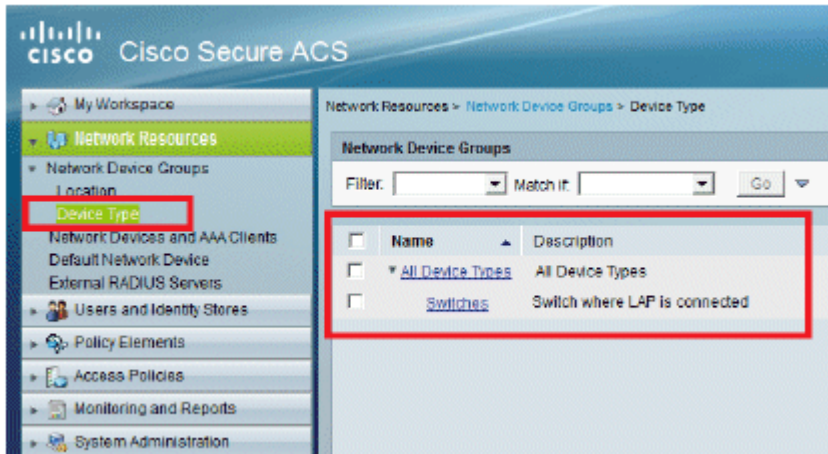 CISCO Cisco Secure ACS
My Workspace
Network Resources
Network Device Groups
Location
Device Type
Network Devices and AAA Clients
Default Network Device
External RADIUS Servers
Users and Identity Stores
Policy Elements
Access Policies
Monitoring and Reports
System Administration
Network Resources > Network Device Groups > Device Type
Network Device Groups
Filter: Match if: Go
Name Description
All Device Types All Device Types
Switches Switch where LAP is connected